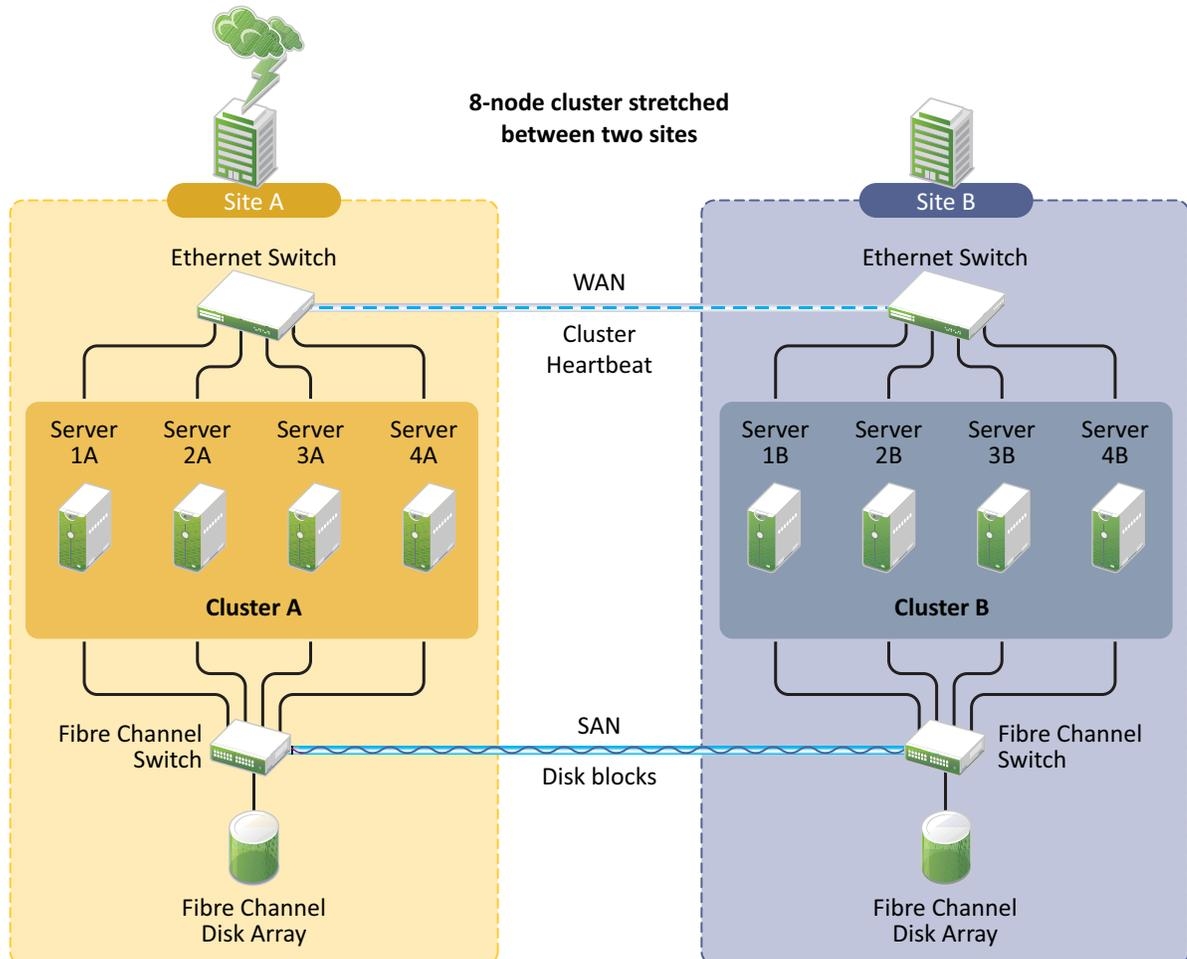 8-node cluster stretched
between two sites
Site A
Site B
Ethernet Switch
Ethernet Switch
WAN
Cluster
Heartbeat
Server
1A
Server
2A
Server
3A
Server
4A
Cluster A
Server
1B
Server
2B
Server
3B
Server
4B
Cluster B
Fibre Channel
Switch
SAN
Disk blocks
Fibre Channel
Switch
Fibre Channel
Disk Array
Fibre Channel
Disk Array